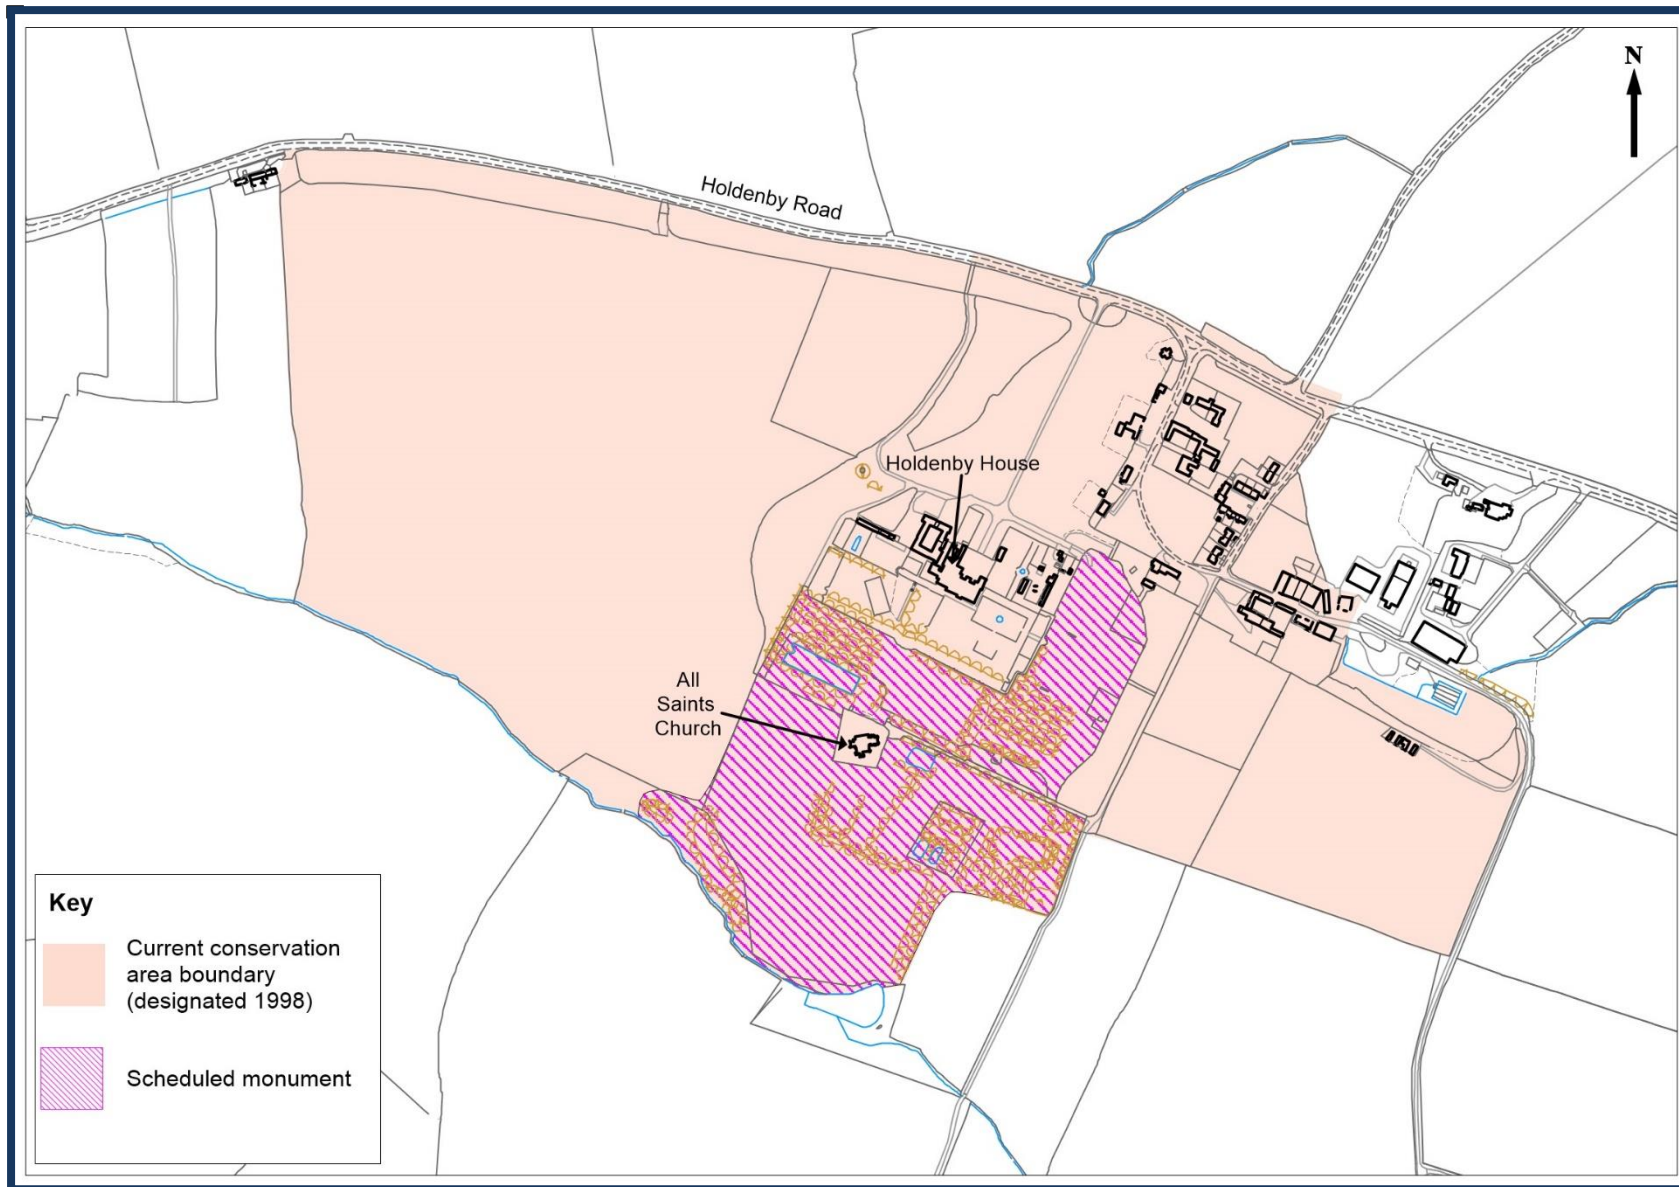 N
Holdenby Road
Holdenby House
All
Saints
Church
Key
Current conservation
area boundary
(designated 1998)
Scheduled monument